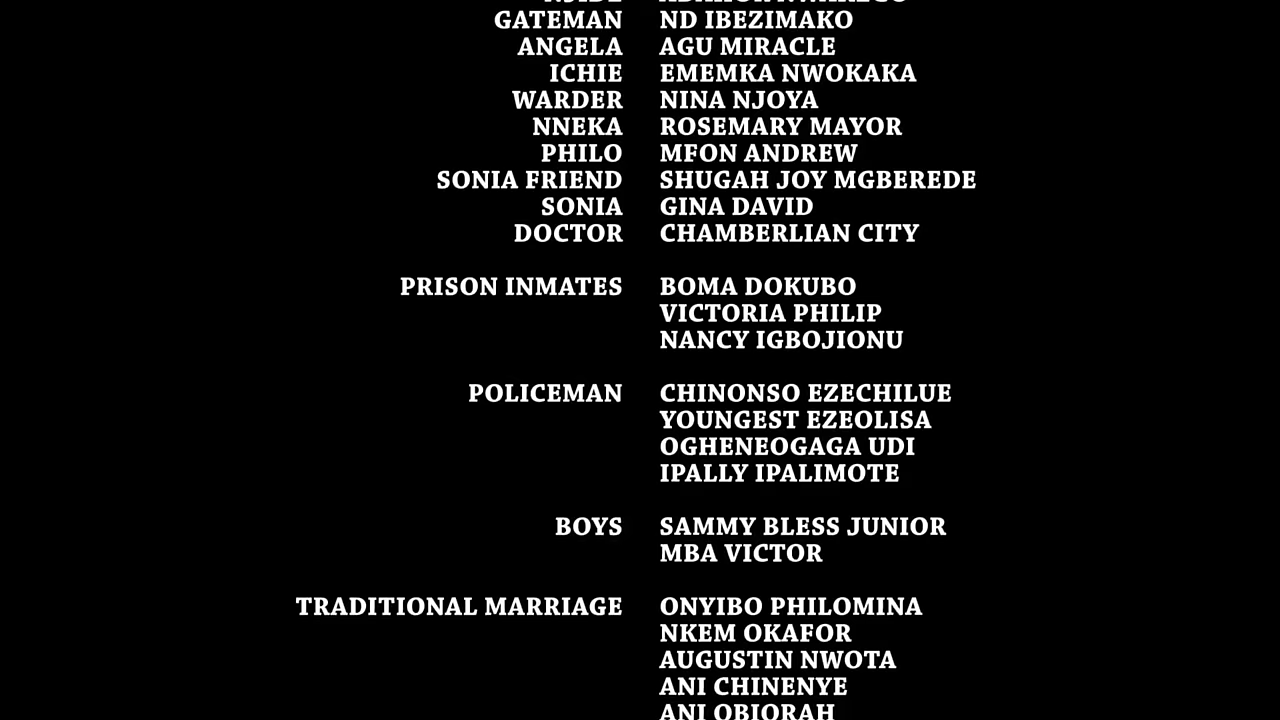 GATEMAN ND IBEZIMAKO
ANGELA AGU MIRACLE
ICHIE EMEMKA NWOKAKA
WARDER NINA NJOYA
NNEKA ROSEMARY MAYOR
PHILO MFON ANDREW
SONIA FRIEND SHUGAH JOY MGBEREDE
SONIA GINA DAVID
DOCTOR CHAMBERLIAN CITY
PRISON INMATES BOMA DOKUBO
VICTORIA PHILIP
NANCY IGBOJIONU
POLICEMAN CHINONSO EZECHILUE
YOUNGEST EZEOLISA
OGHENEOGAGA UDI
IPALLY IPALIMOTE
BOYS SAMMY BLESS JUNIOR
MBA VICTOR
TRADITIONAL MARRIAGE ONYIBO PHILOMINA
NKEM OKAFOR
AUGUSTIN NWOTA
ANI CHINENYE
ANI OBIORAH